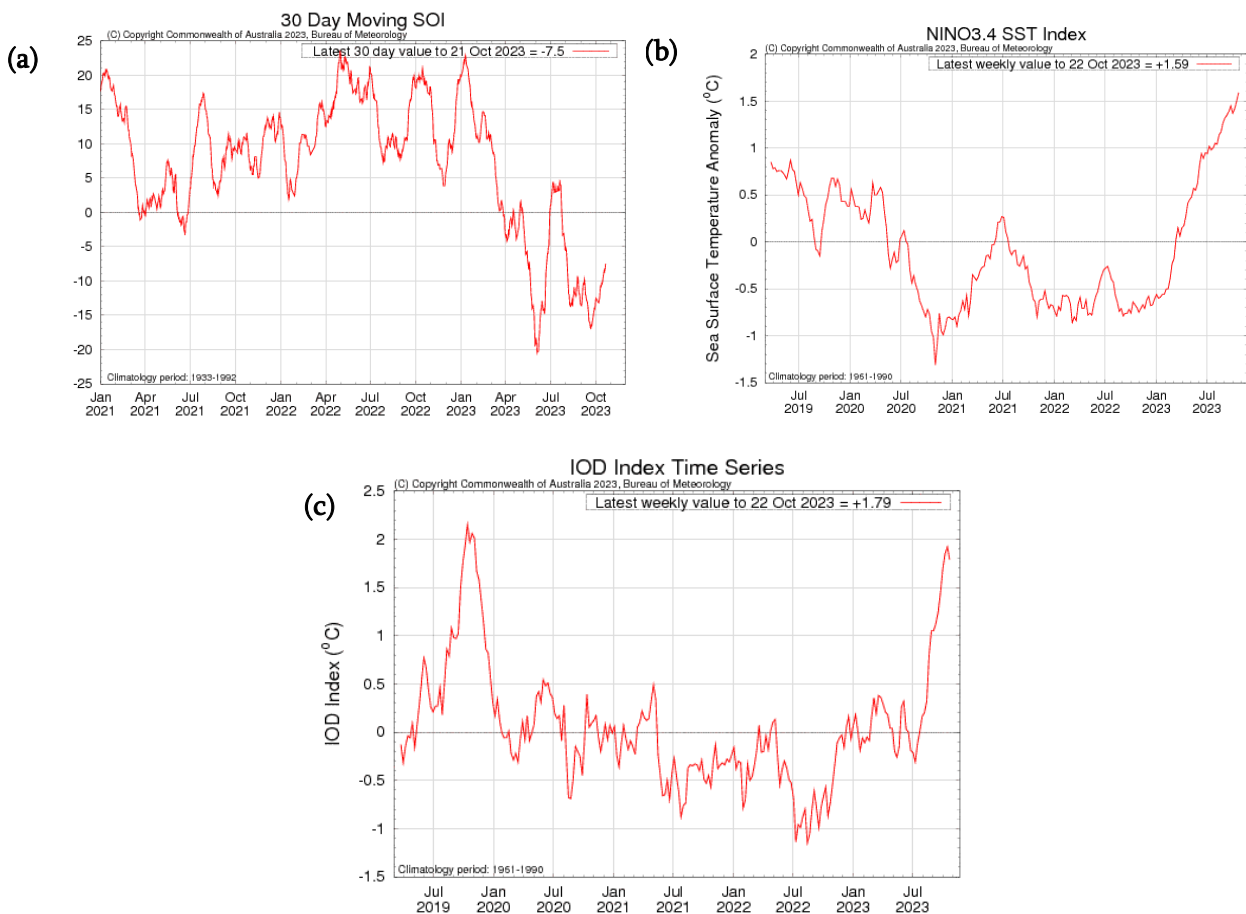 (a)
30 Day Moving SOI
(C) Copyright Commonwealth of Australia 2023, Bureau of Meteorology
Latest 30 day value to 21 Oct 2023 = -7.5
25
20
15
10
5
0
-5
-10
-15
-20
-25
Climatology period: 1933-1992
Jan Apr Jul Oct Jan Apr Jul Oct Jan Apr Jul Oct
2021 2021 2021 2021 2022 2022 2022 2022 2023 2023 2023 2023
(b)
NINO3.4 SST Index
(C) Copyright Commonwealth of Australia 2023, Bureau of Meteorology
Latest weekly value to 22 Oct 2023 = +1.59
Sea Surface Temperature Anomaly (⁰C)
2
1.5
1
0.5
0
-0.5
-1
-1.5
Climatology period: 1961-1990
Jul Jan Jul Jan Jul Jan Jul Jan Jul
2019 2020 2020 2021 2021 2022 2022 2023 2023
(c)
IOD Index Time Series
(C) Copyright Commonwealth of Australia 2023, Bureau of Meteorology
Latest weekly value to 22 Oct 2023 = +1.79
IOD Index (⁰C)
2.5
2
1.5
1
0.5
0
-0.5
-1
-1.5
Climatology period: 1961-1990
Jul Jan Jul Jan Jul Jan Jul Jan Jul
2019 2020 2020 2021 2021 2022 2022 2023 2023